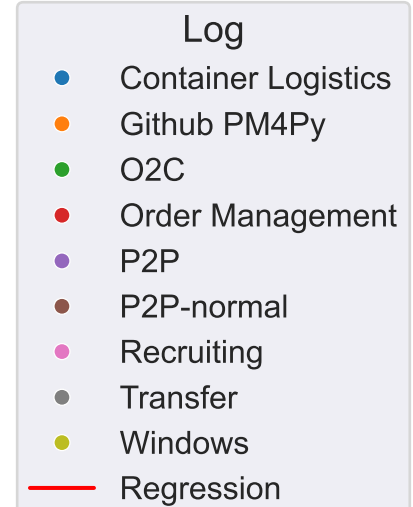 Log
Container Logistics
Github PM4Py
O2C
Order Management
P2P
P2P-normal
Recruiting
Transfer
Windows
Regression